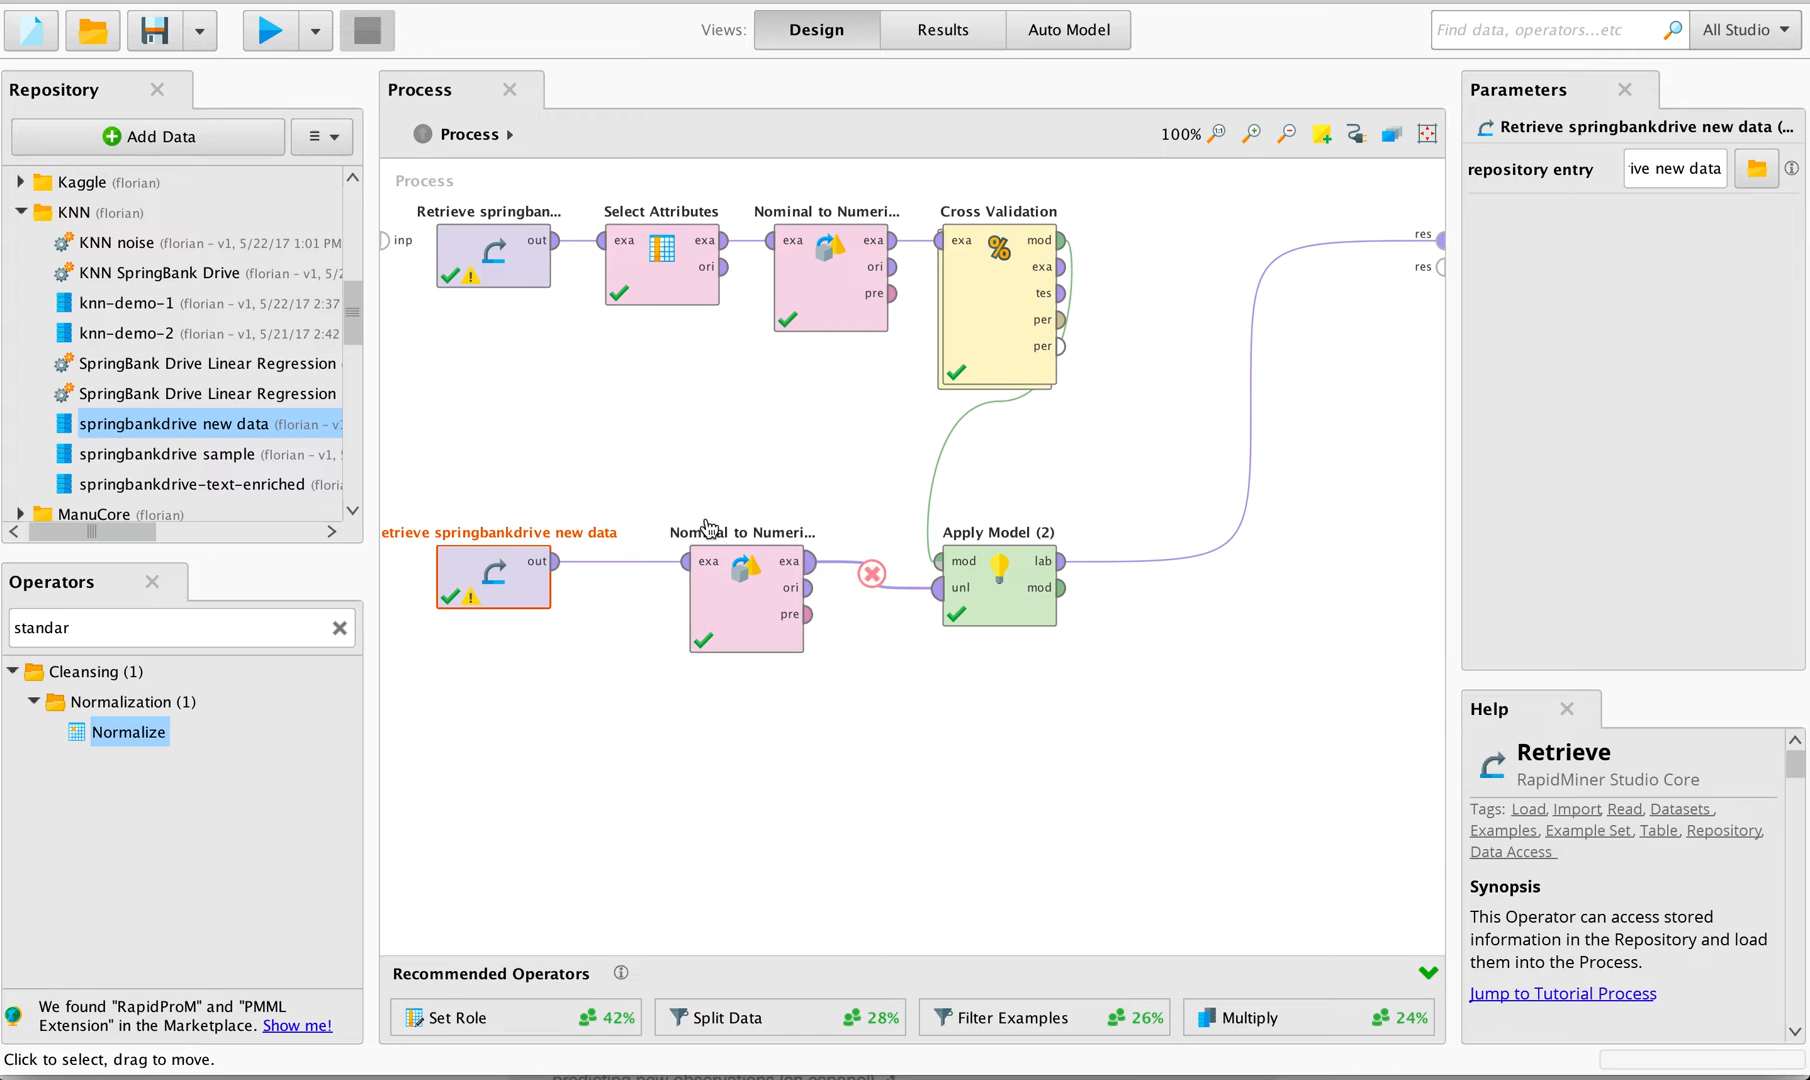 Views: Design Results Auto Model Find data, operators...etc All Studio
Repository
Add Data
Kaggle (florian)
KNN (florian)
KNN noise (florian – v1, 5/22/17 1:01 PM
KNN SpringBank Drive (florian – v1, 5/2
knn-demo-1 (florian – v1, 5/22/17 2:37
knn-demo-2 (florian – v1, 5/21/17 2:42
SpringBank Drive Linear Regression
SpringBank Drive Linear Regression
springbankdrive new data (florian – v1
springbankdrive sample (florian – v1,
springbankdrive-text-enriched (flori
ManuCore (florian)
Operators
standar
Cleansing (1)
Normalization (1)
Normalize
We found "RapidProM" and "PMML
Extension" in the Marketplace. Show me!
Click to select, drag to move.
Process
Process
100%
Process
Retrieve springban... Select Attributes Nominal to Numeri... Cross Validation
inp out exa exa exa exa exa mod
ori ori exa
pre tes
per
per
res
res
etrieve springbankdrive new data Nominal to Numeri... Apply Model (2)
out exa exa mod lab
ori unl mod
pre
Recommended Operators
Set Role 42% Split Data 28% Filter Examples 26% Multiply 24%
Parameters
Retrieve springbankdrive new data (...
repository entry ive new data
Help
Retrieve
RapidMiner Studio Core
Tags: Load, Import, Read, Datasets,
Examples, Example Set, Table, Repository,
Data Access
Synopsis
This Operator can access stored
information in the Repository and load
them into the Process.
Jump to Tutorial Process